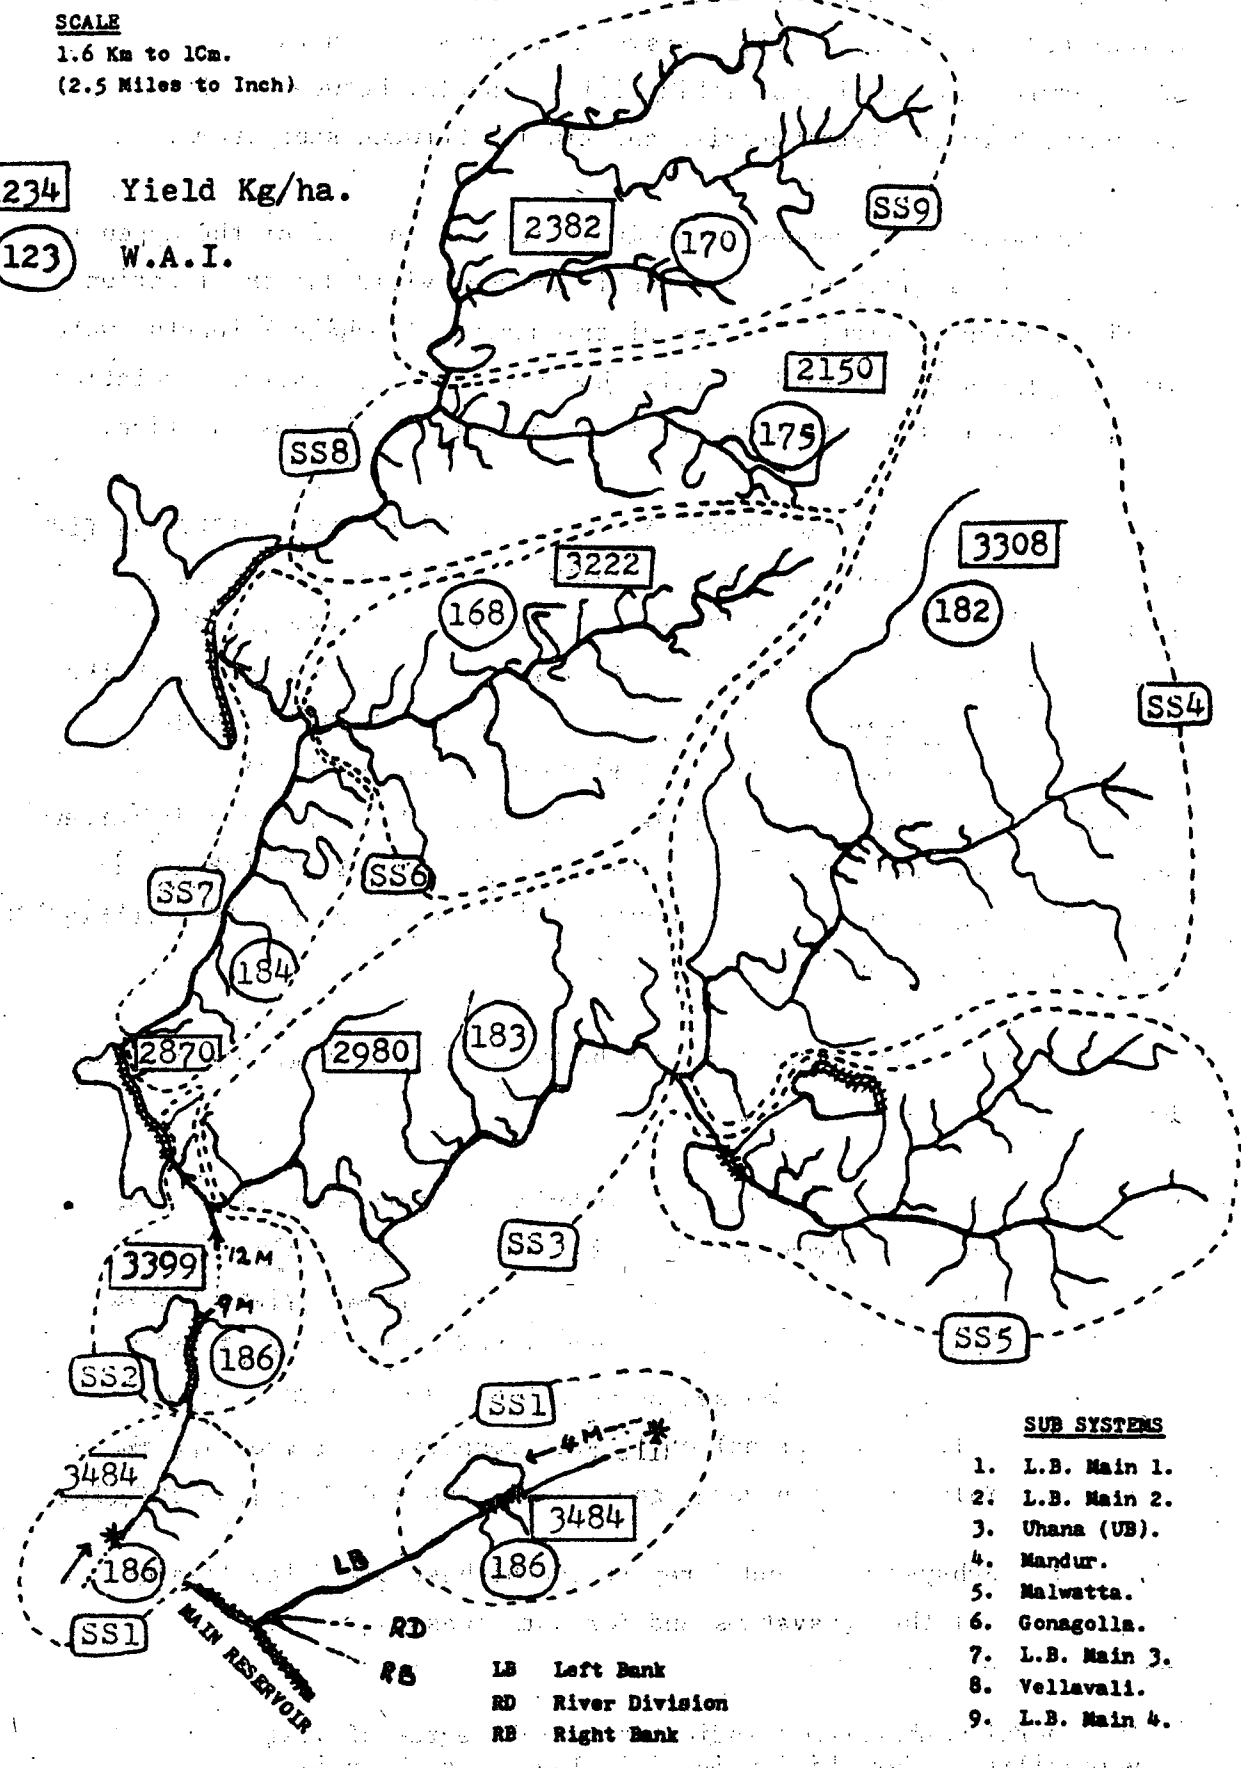 SCALE
1.6 Km to 1Cm.
(2.5 Miles to Inch)
234 Yield Kg/ha.
123 W.A.I.
SS9
2382
170
2150
175
SS8
3308
3222
182
168
SS4
SS6
SS7
184
183
2870
2980
SS3
12M
3399
9M
186
SS2
SS5
SS1
4M
3484
3484
186
186
LB
SS1
MAIN RESERVOIR
RD
RB
LB Left Bank
RD River Division
RB Right Bank
SUB SYSTEMS
1. L.B. Main 1.
2. L.B. Main 2.
3. Uhana (UB).
4. Mandur.
5. Malwatta.
6. Gonagolla.
7. L.B. Main 3.
8. Vellavali.
9. L.B. Main 4.